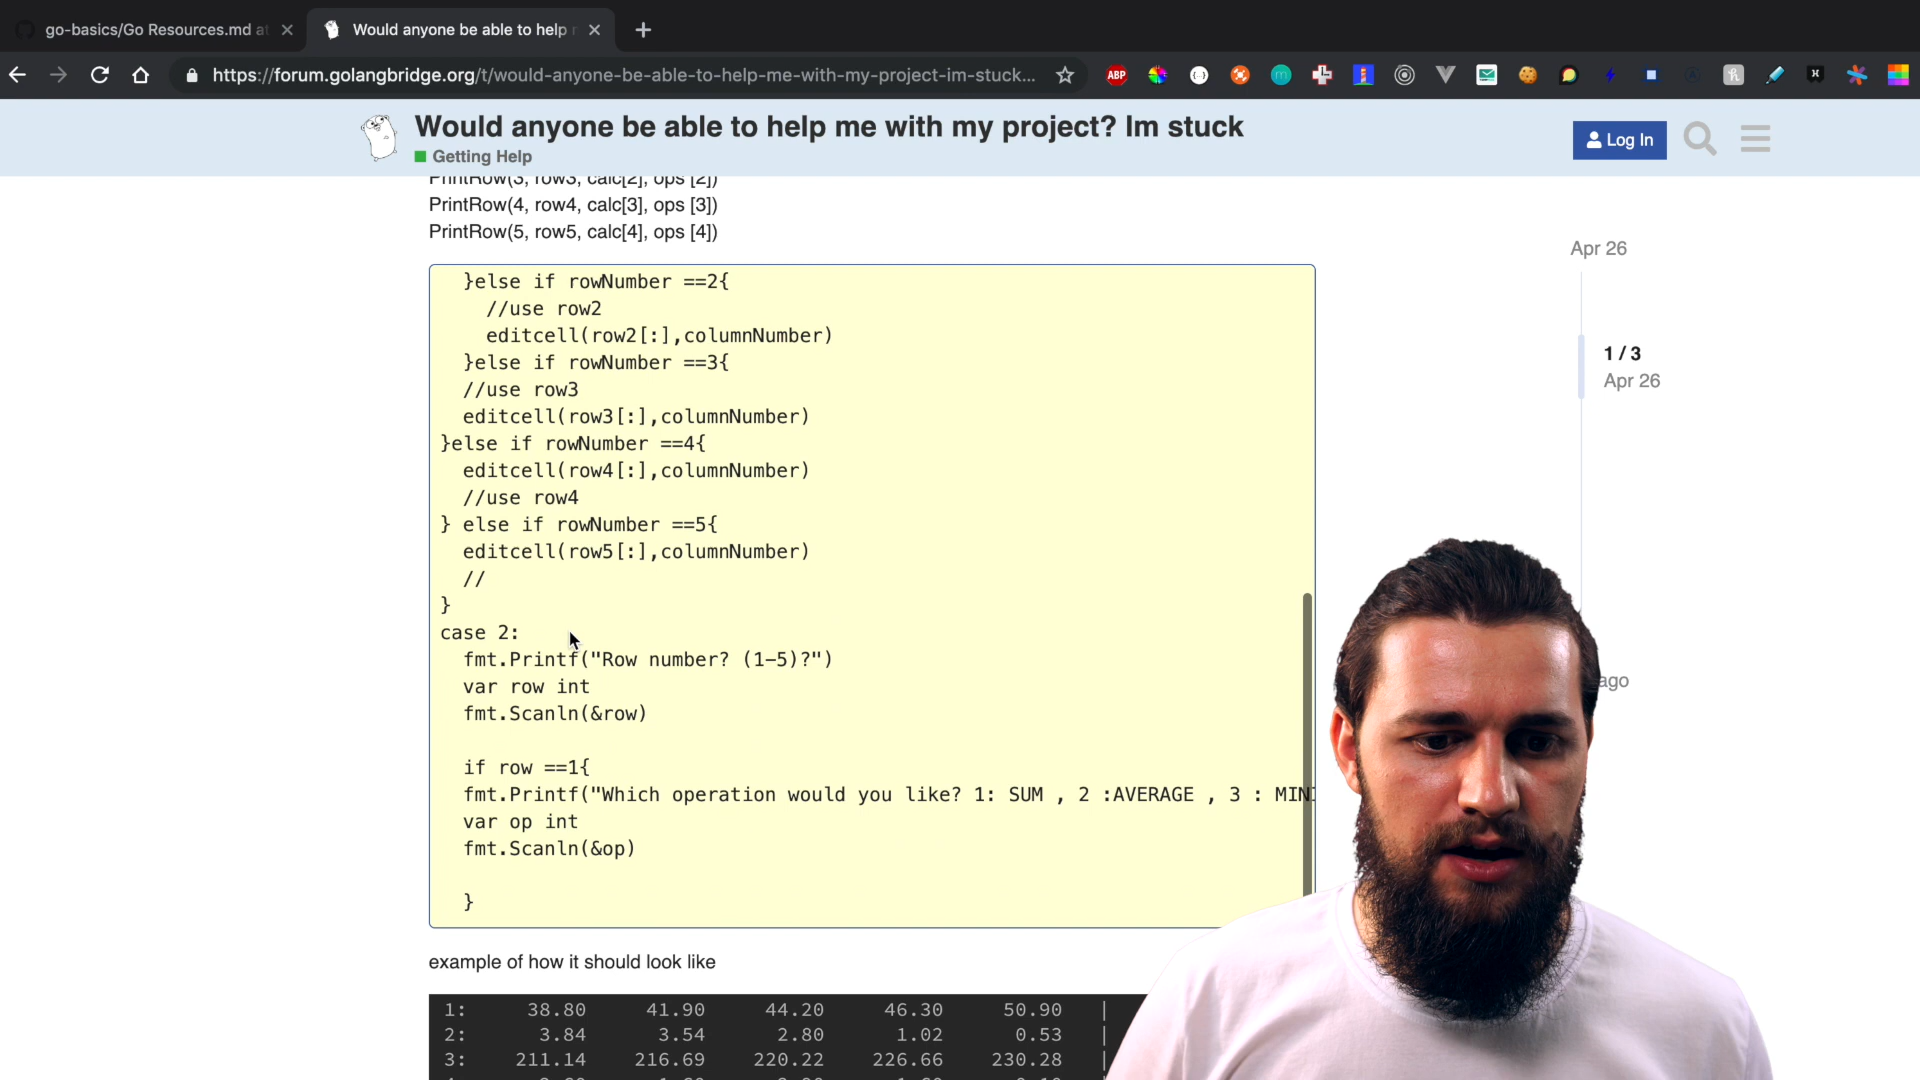 go-basics/Go Resources.md at
Would anyone be able to help
https://forum.golangbridge.org/t/would-anyone-be-able-to-help-me-with-my-project-im-stuck...
ABP
Would anyone be able to help me with my project? Im stuck
Getting Help
Log In
PrintRow(3, row3, calc[2], ops [2])
PrintRow(4, row4, calc[3], ops [3])
PrintRow(5, row5, calc[4], ops [4])
Apr 26
1 / 3
Apr 26
ago
}else if rowNumber ==2{
//use row2
editcell(row2[:],columnNumber)
}else if rowNumber ==3{
//use row3
editcell(row3[:],columnNumber)
}else if rowNumber ==4{
editcell(row4[:],columnNumber)
//use row4
} else if rowNumber ==5{
editcell(row5[:],columnNumber)
//
}
case 2:
fmt.Printf("Row number? (1–5)?")
var row int
fmt.Scanln(&row)
if row ==1{
fmt.Printf("Which operation would you like? 1: SUM , 2 :AVERAGE , 3 : MIN
var op int
fmt.Scanln(&op)
}
example of how it should look like
1: 38.80 41.90 44.20 46.30 50.90 |
2: 3.84 3.54 2.80 1.02 0.53 |
3: 211.14 216.69 220.22 226.66 230.28 |